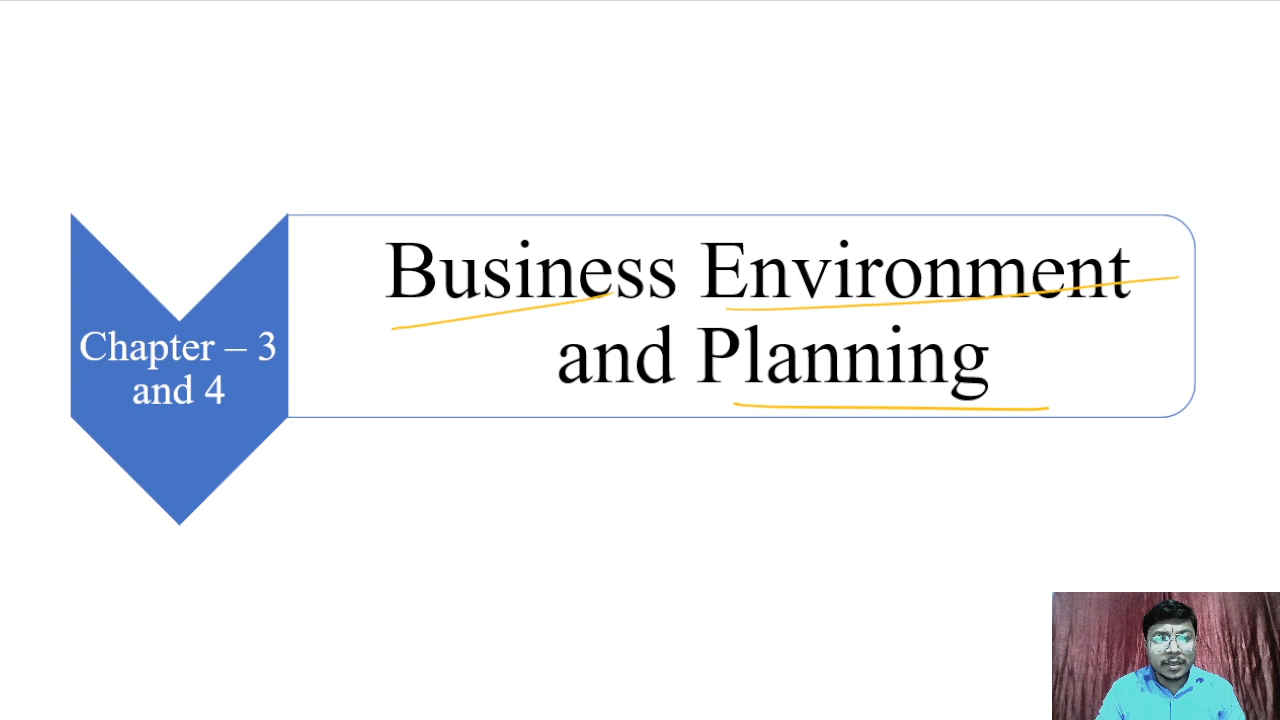 Chapter – 3
and 4
Business Environment
and Planning